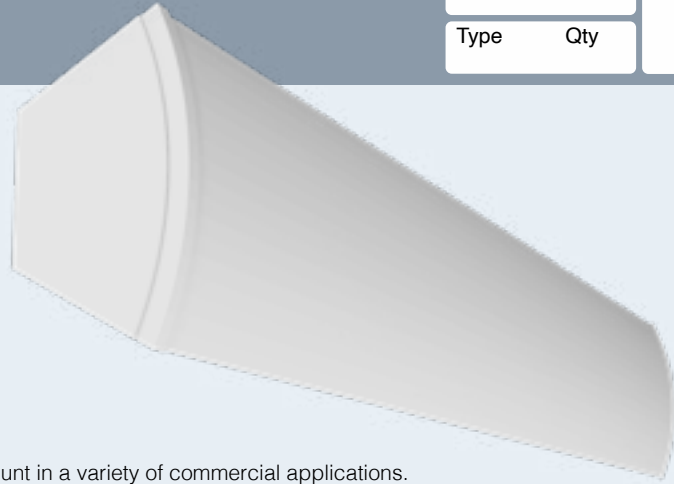 Type Qty
unt in a variety of commercial applications.